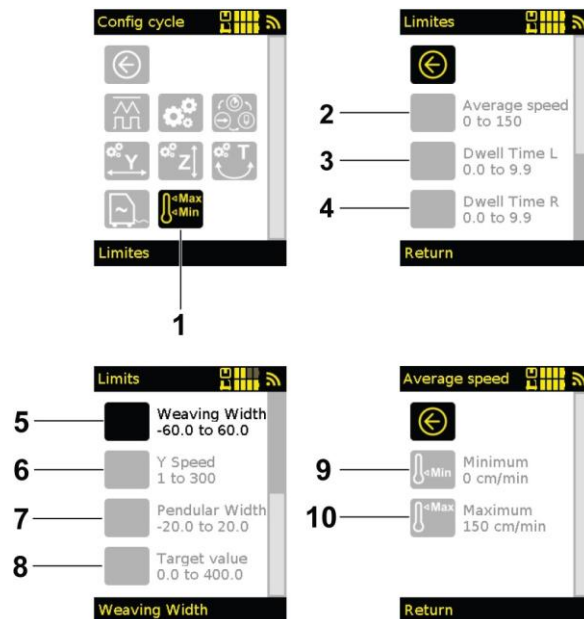 Config cycle
Y
Z
T
~
Max
Min
Limites
1
Limites
2
Average speed
0 to 150
3
Dwell Time L
0.0 to 9.9
4
Dwell Time R
0.0 to 9.9
Return
Limits
5
Weaving Width
-60.0 to 60.0
6
Y Speed
1 to 300
7
Pendular Width
-20.0 to 20.0
8
Target value
0.0 to 400.0
Weaving Width
Average speed
9
Min
Minimum
0 cm/min
10
Max
Maximum
150 cm/min
Return